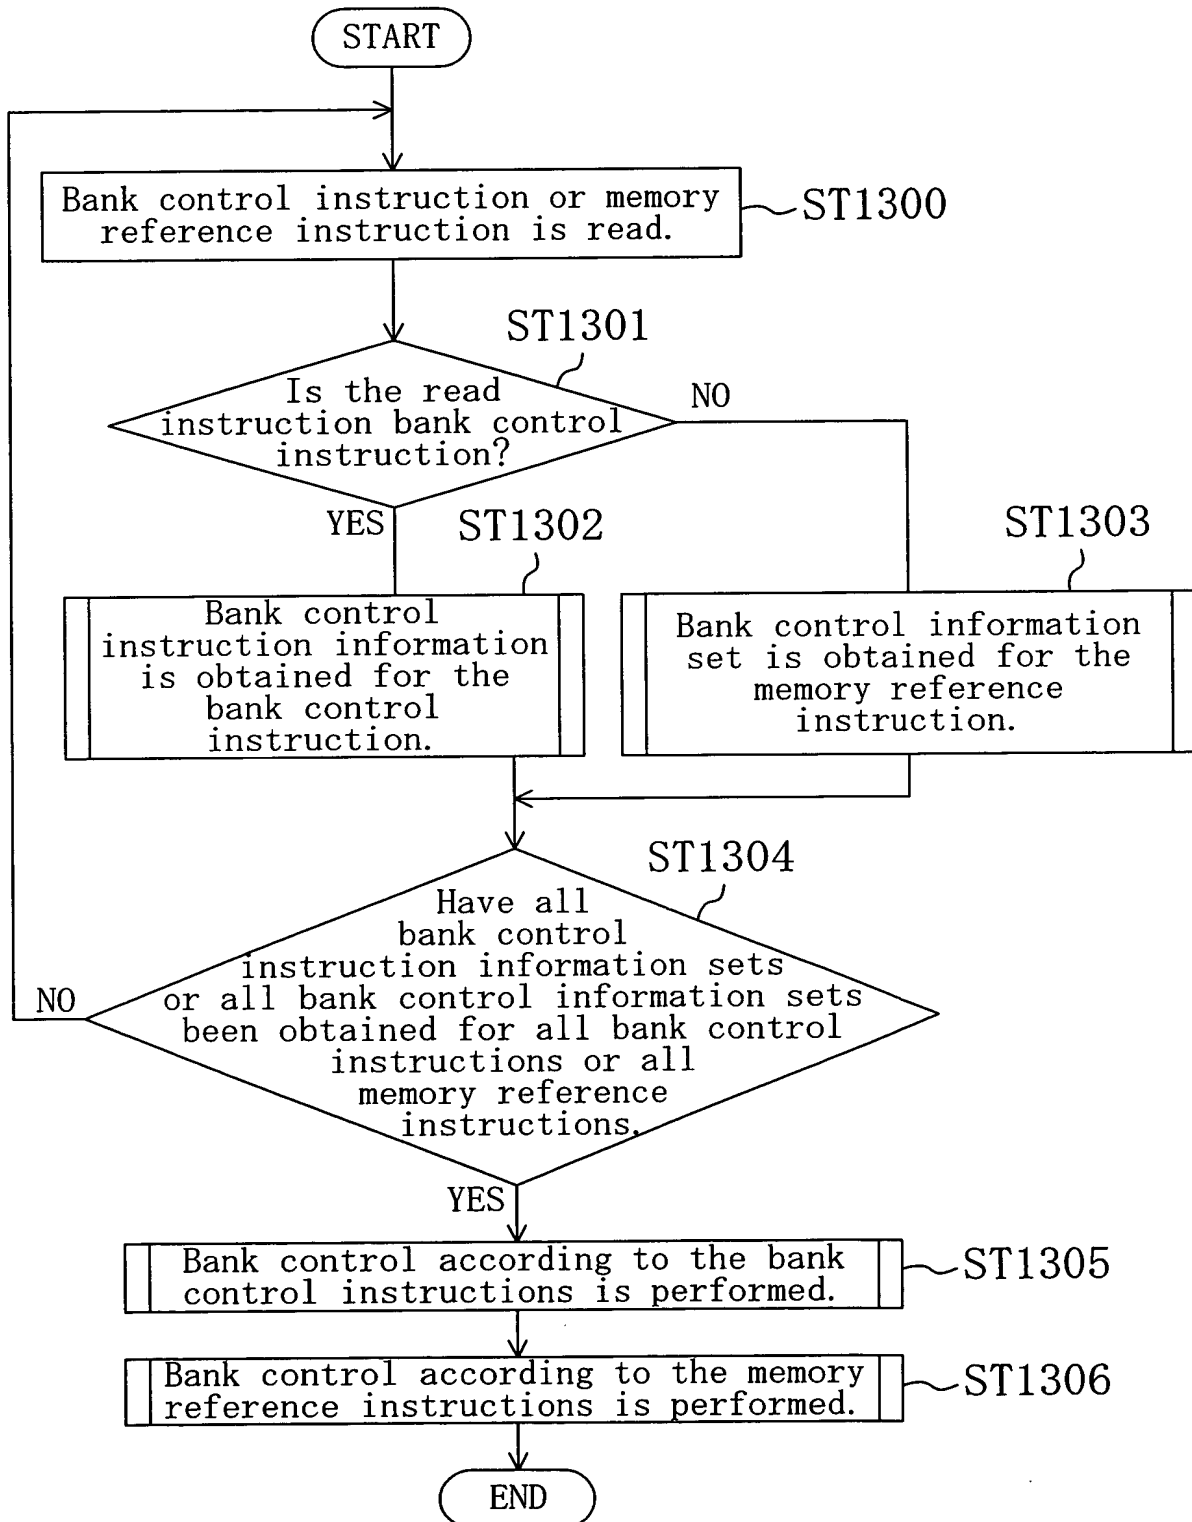 START
Bank control instruction or memory
reference instruction is read.
ST1300
ST1301
Is the read
instruction bank control
instruction?
NO
YES
ST1302
ST1303
Bank control
instruction information
is obtained for the
bank control
instruction.
Bank control information
set is obtained for the
memory reference
instruction.
ST1304
Have all
bank control
instruction information sets
or all bank control information sets
been obtained for all bank control
instructions or all
memory reference
instructions.
NO
YES
Bank control according to the bank
control instructions is performed.
ST1305
Bank control according to the memory
reference instructions is performed.
ST1306
END